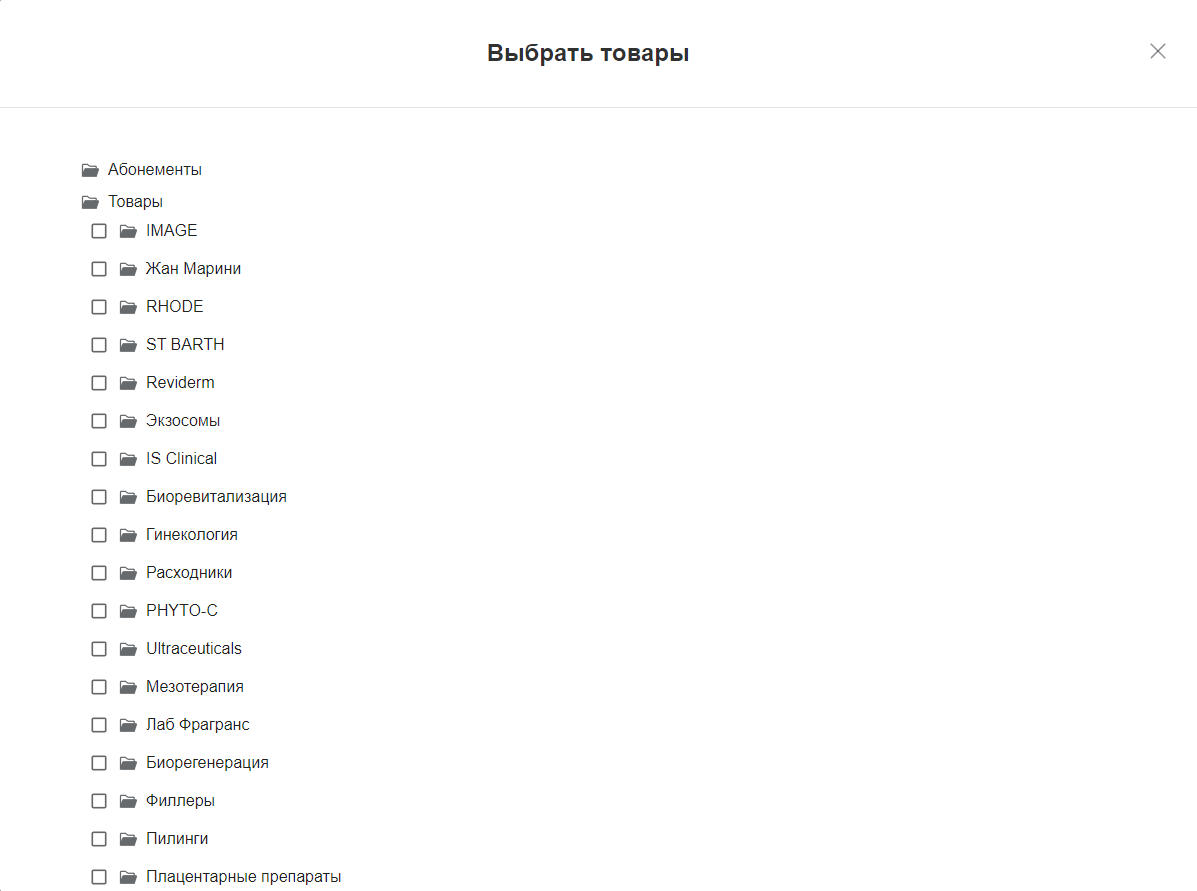 Выбрать товары
Абонементы
Товары
IMAGE
Жан Марини
RHODE
ST BARTH
Reviderm
Экзосомы
IS Clinical
Биоревитализация
Гинекология
Расходники
PHYTO-C
Ultraceuticals
Мезотерапия
Лаб Фрагранс
Биорегенерация
Филлеры
Пилинги
Плацентарные препараты